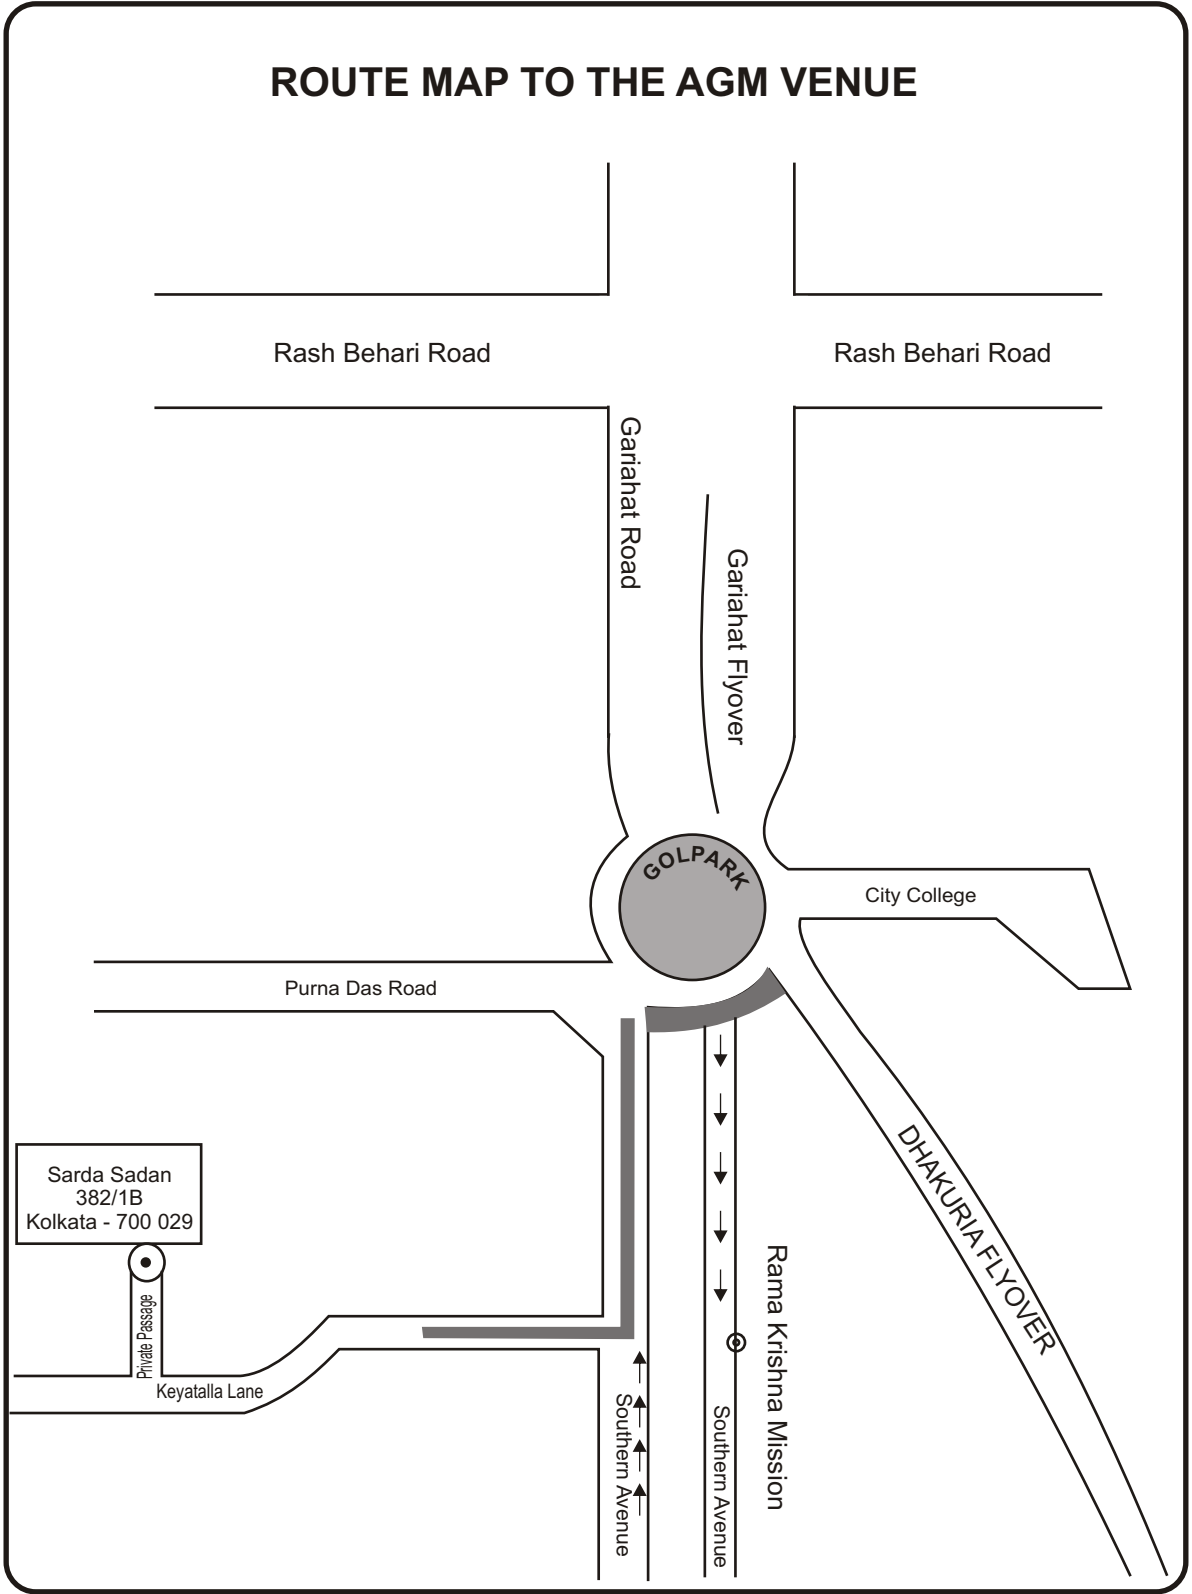 ROUTE MAP TO THE AGM VENUE
Rash Behari Road
Rash Behari Road
Gariahat Road
Gariahat Flyover
GOLPARK
City College
Purna Das Road
DHAKURIA FLYOVER
Sarda Sadan
382/1B
Kolkata - 700 029
Private Passage
Keyatalla Lane
Rama Krishna Mission
Southern Avenue
Southern Avenue